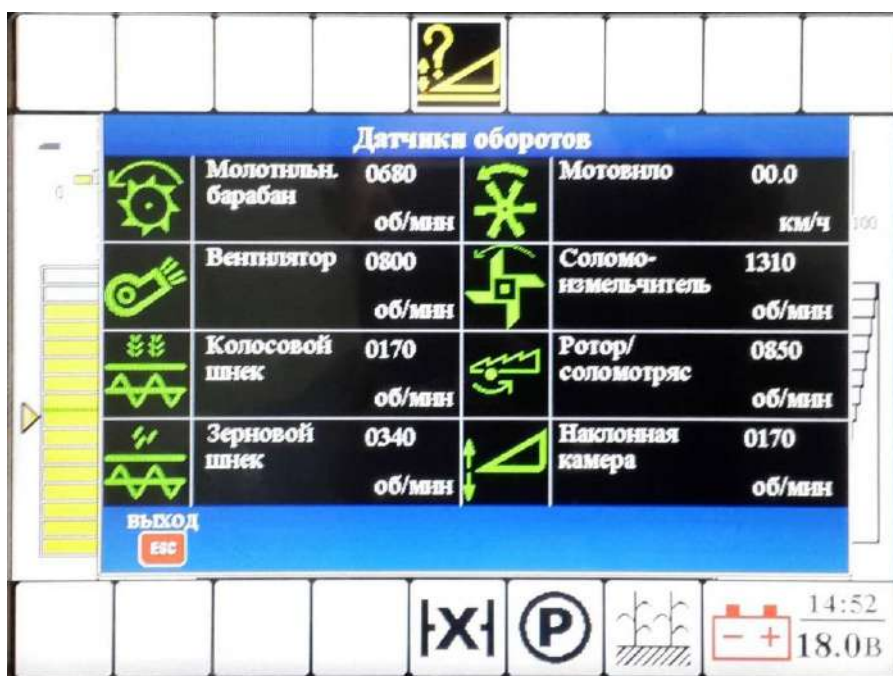 ?
Датчики оборотов
Молотильн.
барабан
0680
об/мин
Мотовило
00.0
км/ч
Вентилятор
0800
об/мин
Соломо-
измельчитель
1310
об/мин
Колосовой
шнек
0170
об/мин
Ротор/
соломотряс
0850
об/мин
Зерновой
шнек
0340
об/мин
Наклонная
камера
0170
об/мин
0
100
ВЫХОД
ESC
X
P
14:52
18.0В